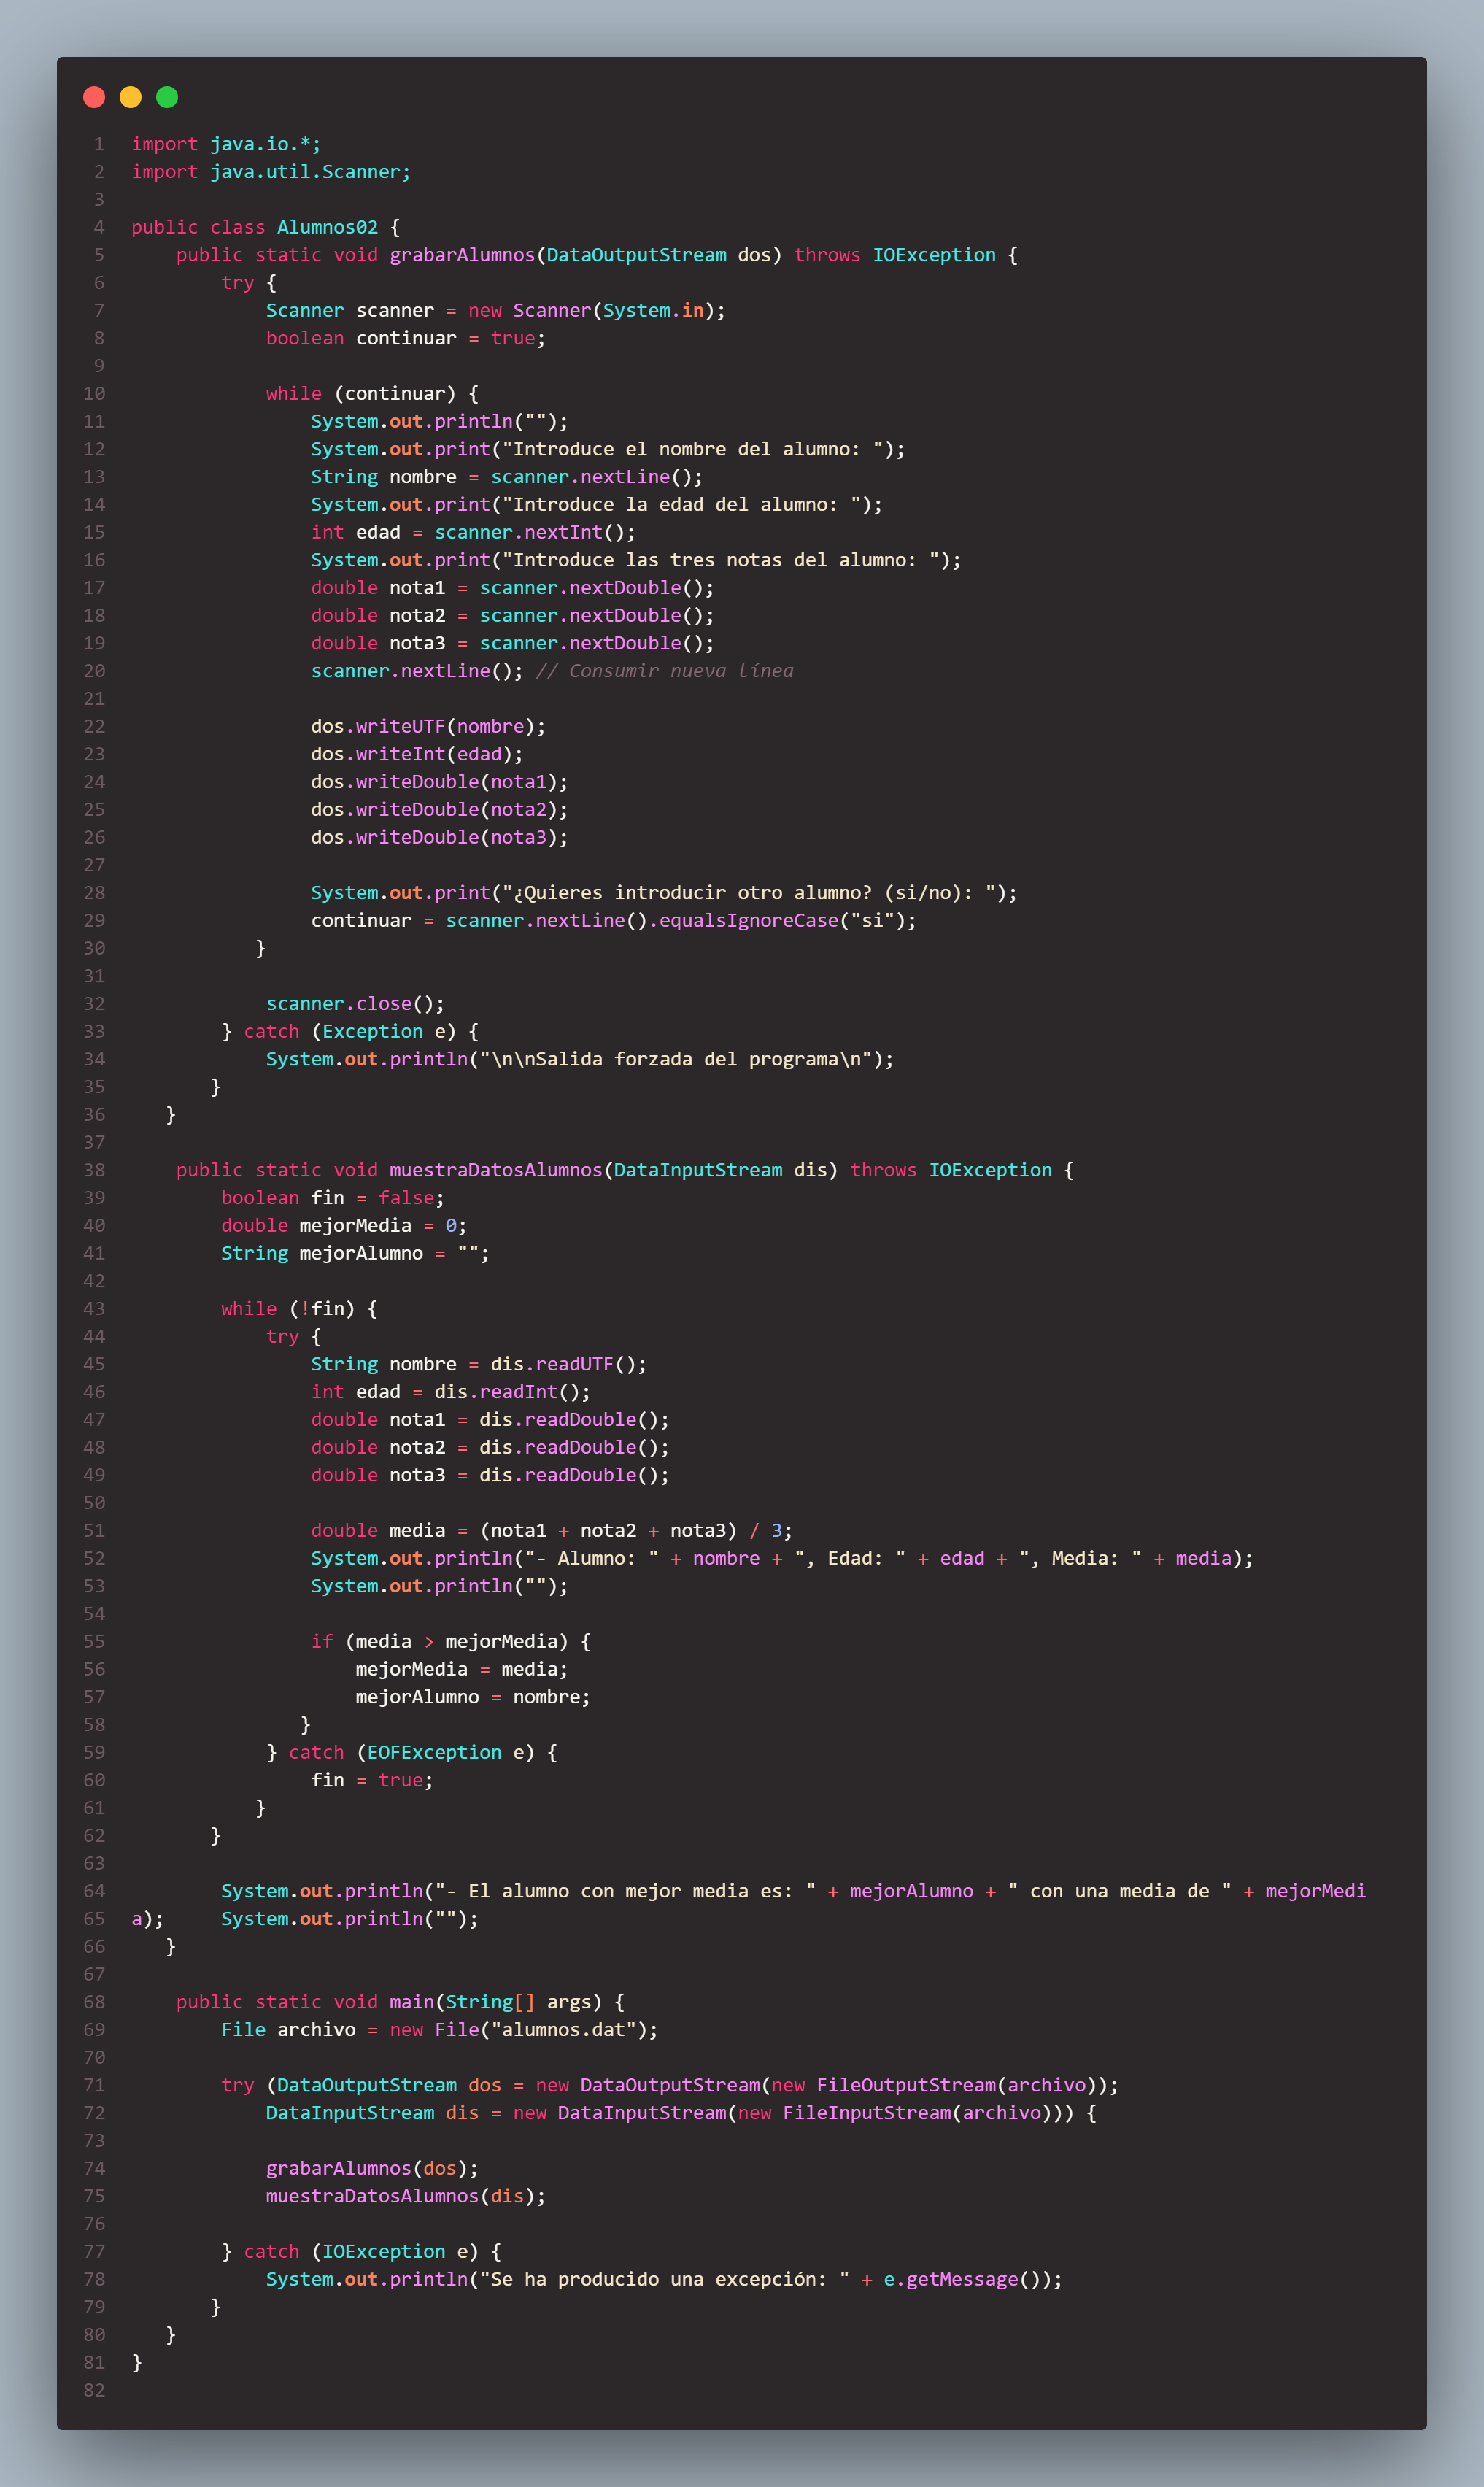 1 import java.io.*;
2 import java.util.Scanner;
3
4 public class Alumnos02 {
5     public static void grabarAlumnos(DataOutputStream dos) throws IOException {
6         try {
7             Scanner scanner = new Scanner(System.in);
8             boolean continuar = true;
9
10             while (continuar) {
11                 System.out.println("");
12                 System.out.print("Introduce el nombre del alumno: ");
13                 String nombre = scanner.nextLine();
14                 System.out.print("Introduce la edad del alumno: ");
15                 int edad = scanner.nextInt();
16                 System.out.print("Introduce las tres notas del alumno: ");
17                 double nota1 = scanner.nextDouble();
18                 double nota2 = scanner.nextDouble();
19                 double nota3 = scanner.nextDouble();
20                 scanner.nextLine(); // Consumir nueva línea
21
22                 dos.writeUTF(nombre);
23                 dos.writeInt(edad);
24                 dos.writeDouble(nota1);
25                 dos.writeDouble(nota2);
26                 dos.writeDouble(nota3);
27
28                 System.out.print("¿Quieres introducir otro alumno? (si/no): ");
29                 continuar = scanner.nextLine().equalsIgnoreCase("si");
30            }
31
32             scanner.close();
33         } catch (Exception e) {
34             System.out.println("\n\nSalida forzada del programa\n");
35        }
36    }
37
38     public static void muestraDatosAlumnos(DataInputStream dis) throws IOException {
39         boolean fin = false;
40         double mejorMedia = 0;
41         String mejorAlumno = "";
42
43         while (!fin) {
44             try {
45                 String nombre = dis.readUTF();
46                 int edad = dis.readInt();
47                 double nota1 = dis.readDouble();
48                 double nota2 = dis.readDouble();
49                 double nota3 = dis.readDouble();
50
51                 double media = (nota1 + nota2 + nota3) / 3;
52                 System.out.println("- Alumno: " + nombre + ", Edad: " + edad + ", Media: " + media);
53                 System.out.println("");
54
55                 if (media > mejorMedia) {
56                     mejorMedia = media;
57                     mejorAlumno = nombre;
58                }
59             } catch (EOFException e) {
60                 fin = true;
61            }
62        }
63
64         System.out.println("- El alumno con mejor media es: " + mejorAlumno + " con una media de " + mejorMedi
65 a);     System.out.println("");
66    }
67
68     public static void main(String[] args) {
69         File archivo = new File("alumnos.dat");
70
71         try (DataOutputStream dos = new DataOutputStream(new FileOutputStream(archivo));
72             DataInputStream dis = new DataInputStream(new FileInputStream(archivo))) {
73
74             grabarAlumnos(dos);
75             muestraDatosAlumnos(dis);
76
77         } catch (IOException e) {
78             System.out.println("Se ha producido una excepción: " + e.getMessage());
79        }
80    }
81 }
82